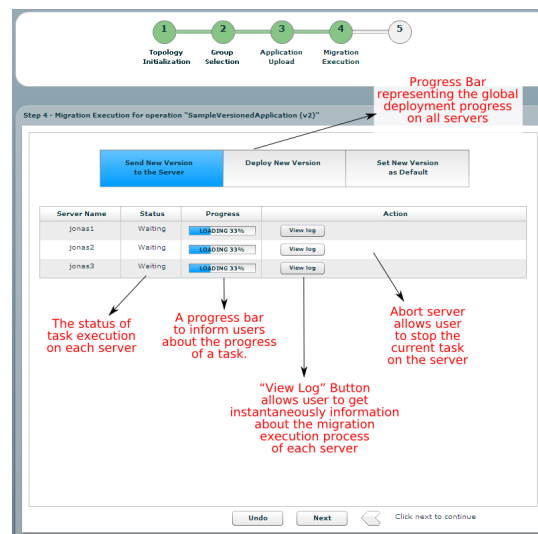 1 2 3 4 5
Topology Group Application Migration
Initialization Selection Upload Execution
Progress Bar
representing the global
deployment progress
on all servers
Step 4 - Migration Execution for operation "SampleVersionedApplication (v2)"
Send New Version Deploy New Version Set New Version
to the Server as Default
Server Name Status Progress Action
jonas1 Waiting LOADING 33% View log
jonas2 Waiting LOADING 33% View log
jonas3 Waiting LOADING 33% View log
The status of
task execution
on each server
A progress bar
to inform users
about the progress
of a task.
Abort server
allows user
to stop the
current task
on the server
“View Log” Button
allows user to get
instantaneously information
about the migration
execution process
of each server
Undo Next Click next to continue